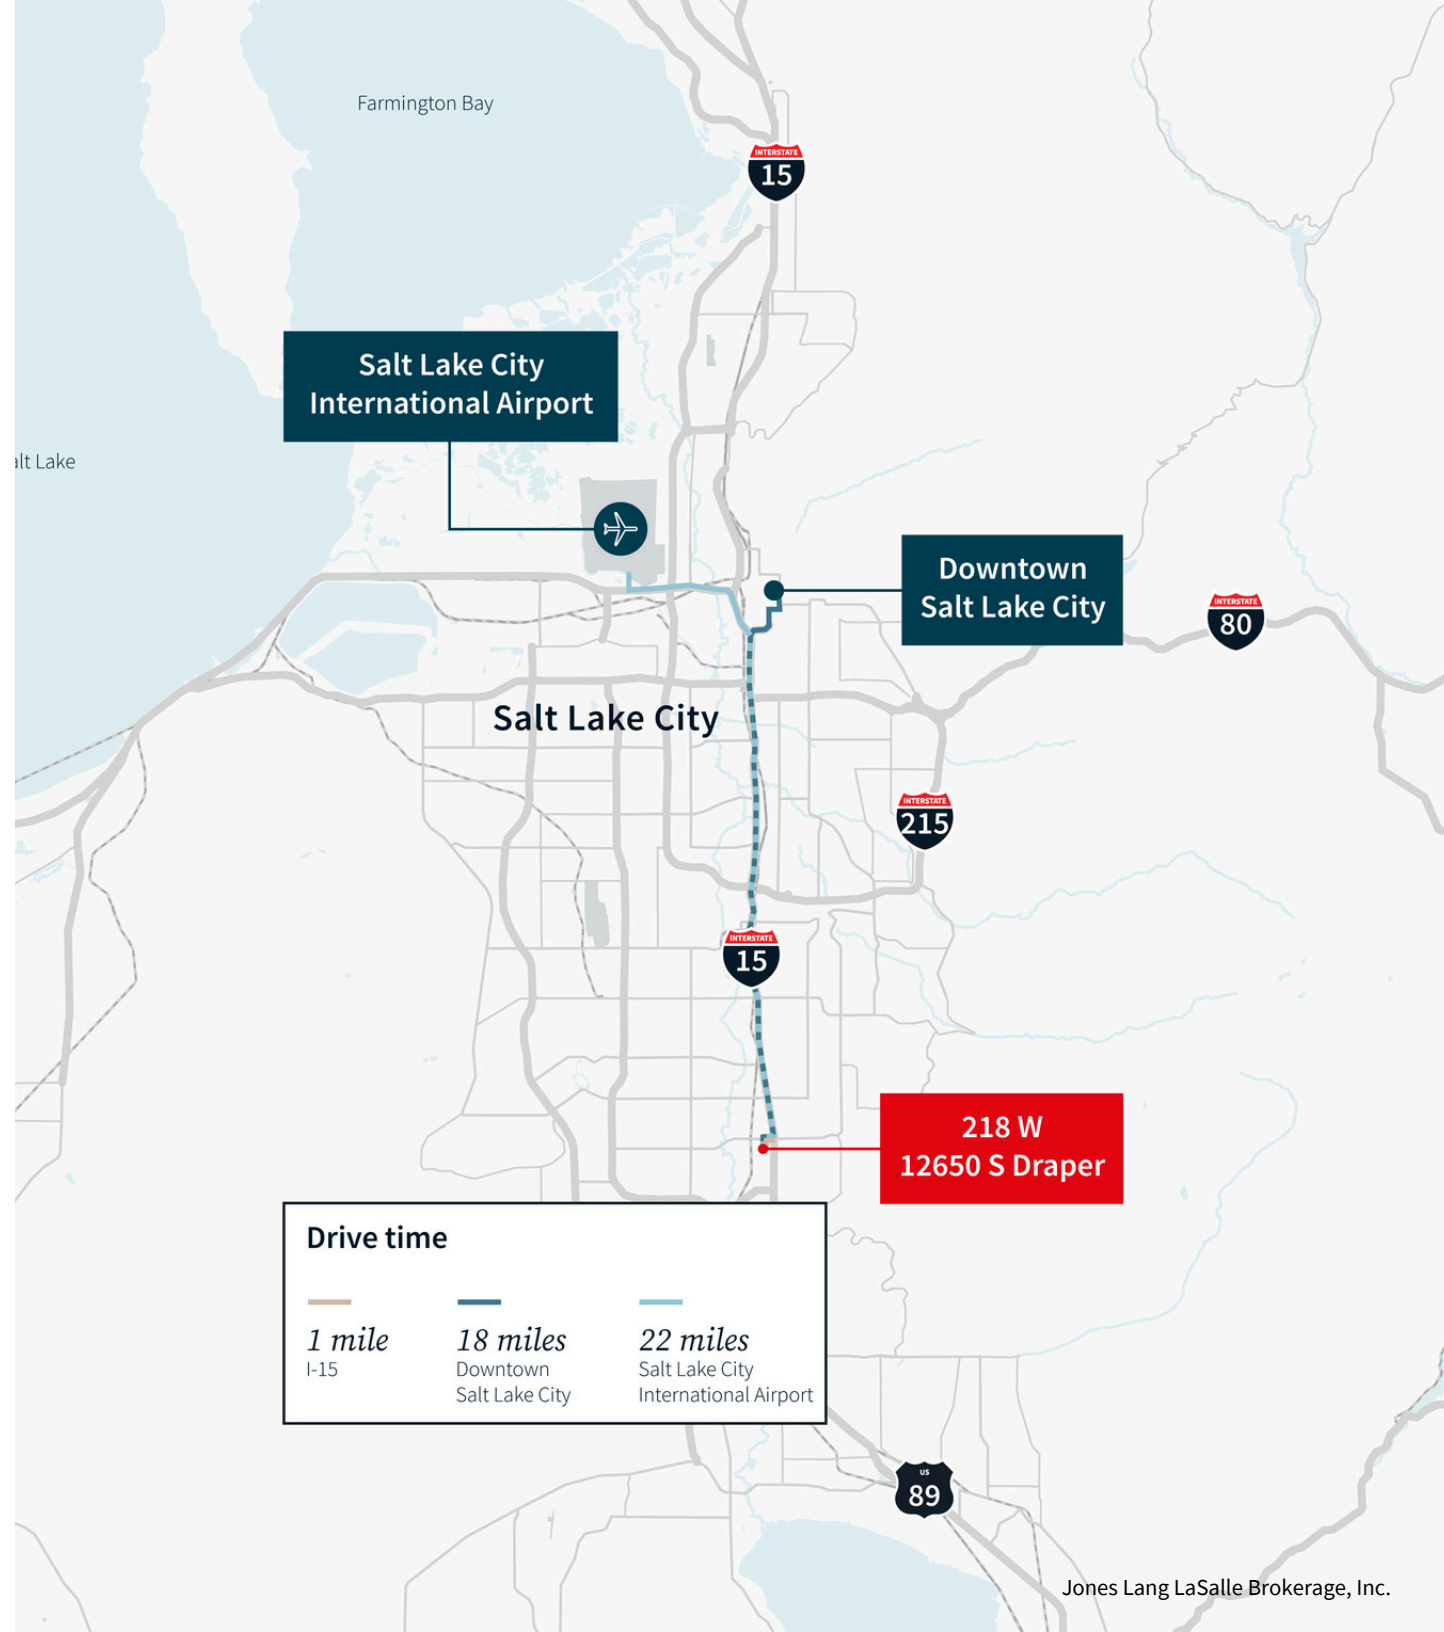 Farmington Bay
INTERSTATE
15
Salt Lake City
International Airport
alt Lake
Downtown
Salt Lake City
INTERSTATE
80
Salt Lake City
INTERSTATE
215
INTERSTATE
15
218 W
12650 S Draper
Drive time
1 mile
I-15
18 miles
Downtown
Salt Lake City
22 miles
Salt Lake City
International Airport
US
89
Jones Lang LaSalle Brokerage, Inc.